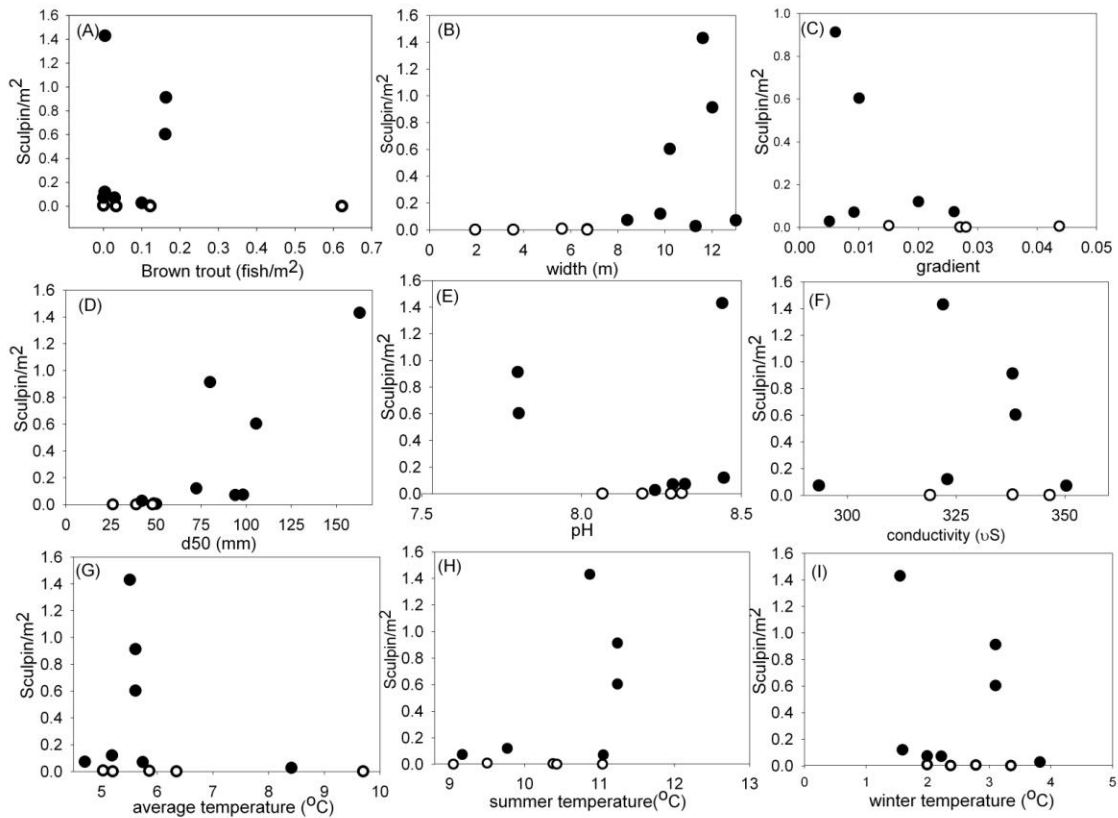 (A)
Sculpin/m2
1.6
1.4
1.2
1.0
0.8
0.6
0.4
0.2
0.0
0.0 0.1 0.2 0.3 0.4 0.5 0.6 0.7
Brown trout (fish/m2)
(B)
Sculpin/m2
1.6
1.4
1.2
1.0
0.8
0.6
0.4
0.2
0.0
0 2 4 6 8 10 12
width (m)
(C)
Sculpin/m2
1.0
0.8
0.6
0.4
0.2
0.0
0.00 0.01 0.02 0.03 0.04 0.05
gradient
(D)
Sculpin/m2
1.6
1.4
1.2
1.0
0.8
0.6
0.4
0.2
0.0
0 25 50 75 100 125 150
d50 (mm)
(E)
Sculpin/m2
1.6
1.4
1.2
1.0
0.8
0.6
0.4
0.2
0.0
7.5 8.0 8.5
pH
(F)
Sculpin/m2
1.6
1.4
1.2
1.0
0.8
0.6
0.4
0.2
0.0
300 325 350
conductivity (υS)
(G)
Sculpin/m2
1.6
1.4
1.2
1.0
0.8
0.6
0.4
0.2
0.0
5 6 7 8 9 10
average temperature (oC)
(H)
Sculpin/m2
1.6
1.4
1.2
1.0
0.8
0.6
0.4
0.2
0.0
9 10 11 12 13
summer temperature(oC)
(I)
Sculpin/m2
1.6
1.4
1.2
1.0
0.8
0.6
0.4
0.2
0.0
0 1 2 3 4 5
winter temperature (oC)